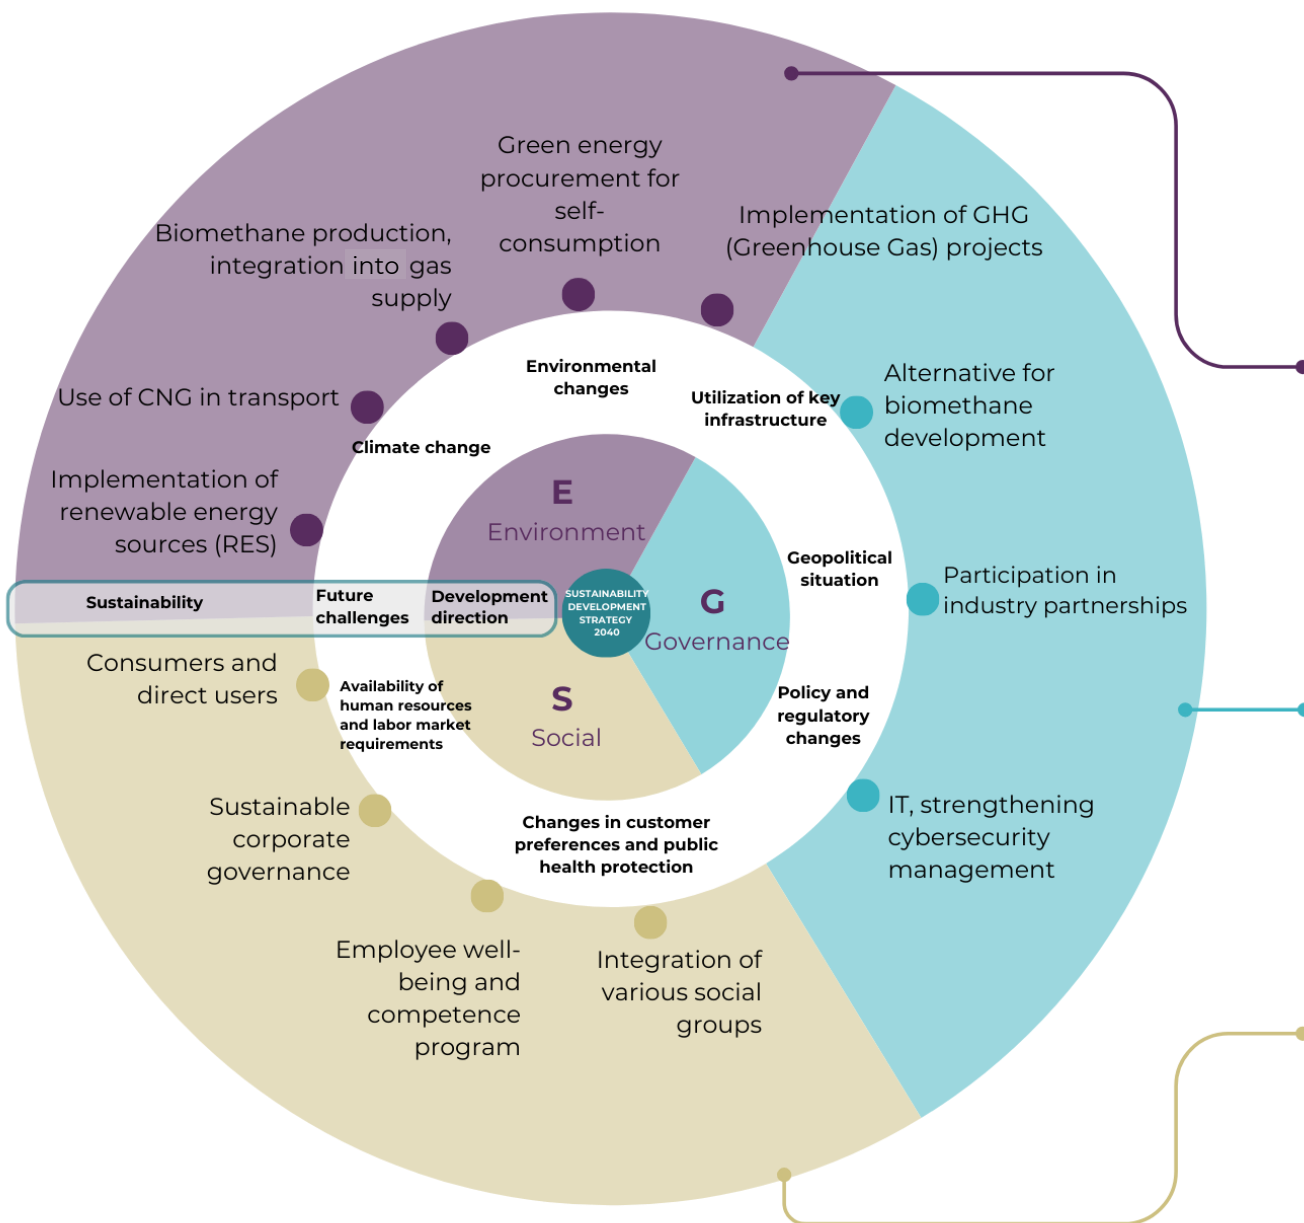 Green energy
procurement for
self-
consumption
Implementation of GHG
(Greenhouse Gas) projects
Biomethane production,
integration into gas
supply
Use of CNG in transport
Implementation of
renewable energy
sources (RES)
Environmental
changes
Utilization of key
infrastructure
Climate change
Alternative for
biomethane
development
E
Environment
Geopolitical
situation
Participation in
industry partnerships
Sustainability
Future
challenges
Development
direction
SUSTAINABILITY
DEVELOPMENT
STRATEGY
2040
G
Governance
Consumers and
direct users
Availability of
human resources
and labor market
requirements
S
Social
Policy and
regulatory
changes
Sustainable
corporate
governance
Changes in customer
preferences and public
health protection
IT, strengthening
cybersecurity
management
Employee well-
being and
competence
program
Integration of
various social
groups